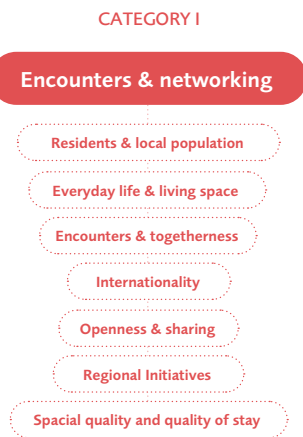 CATEGORY I
Encounters & networking
Residents & local population
Everyday life & living space
Encounters & togetherness
Internationality
Openness & sharing
Regional Initiatives
Spacial quality and quality of stay